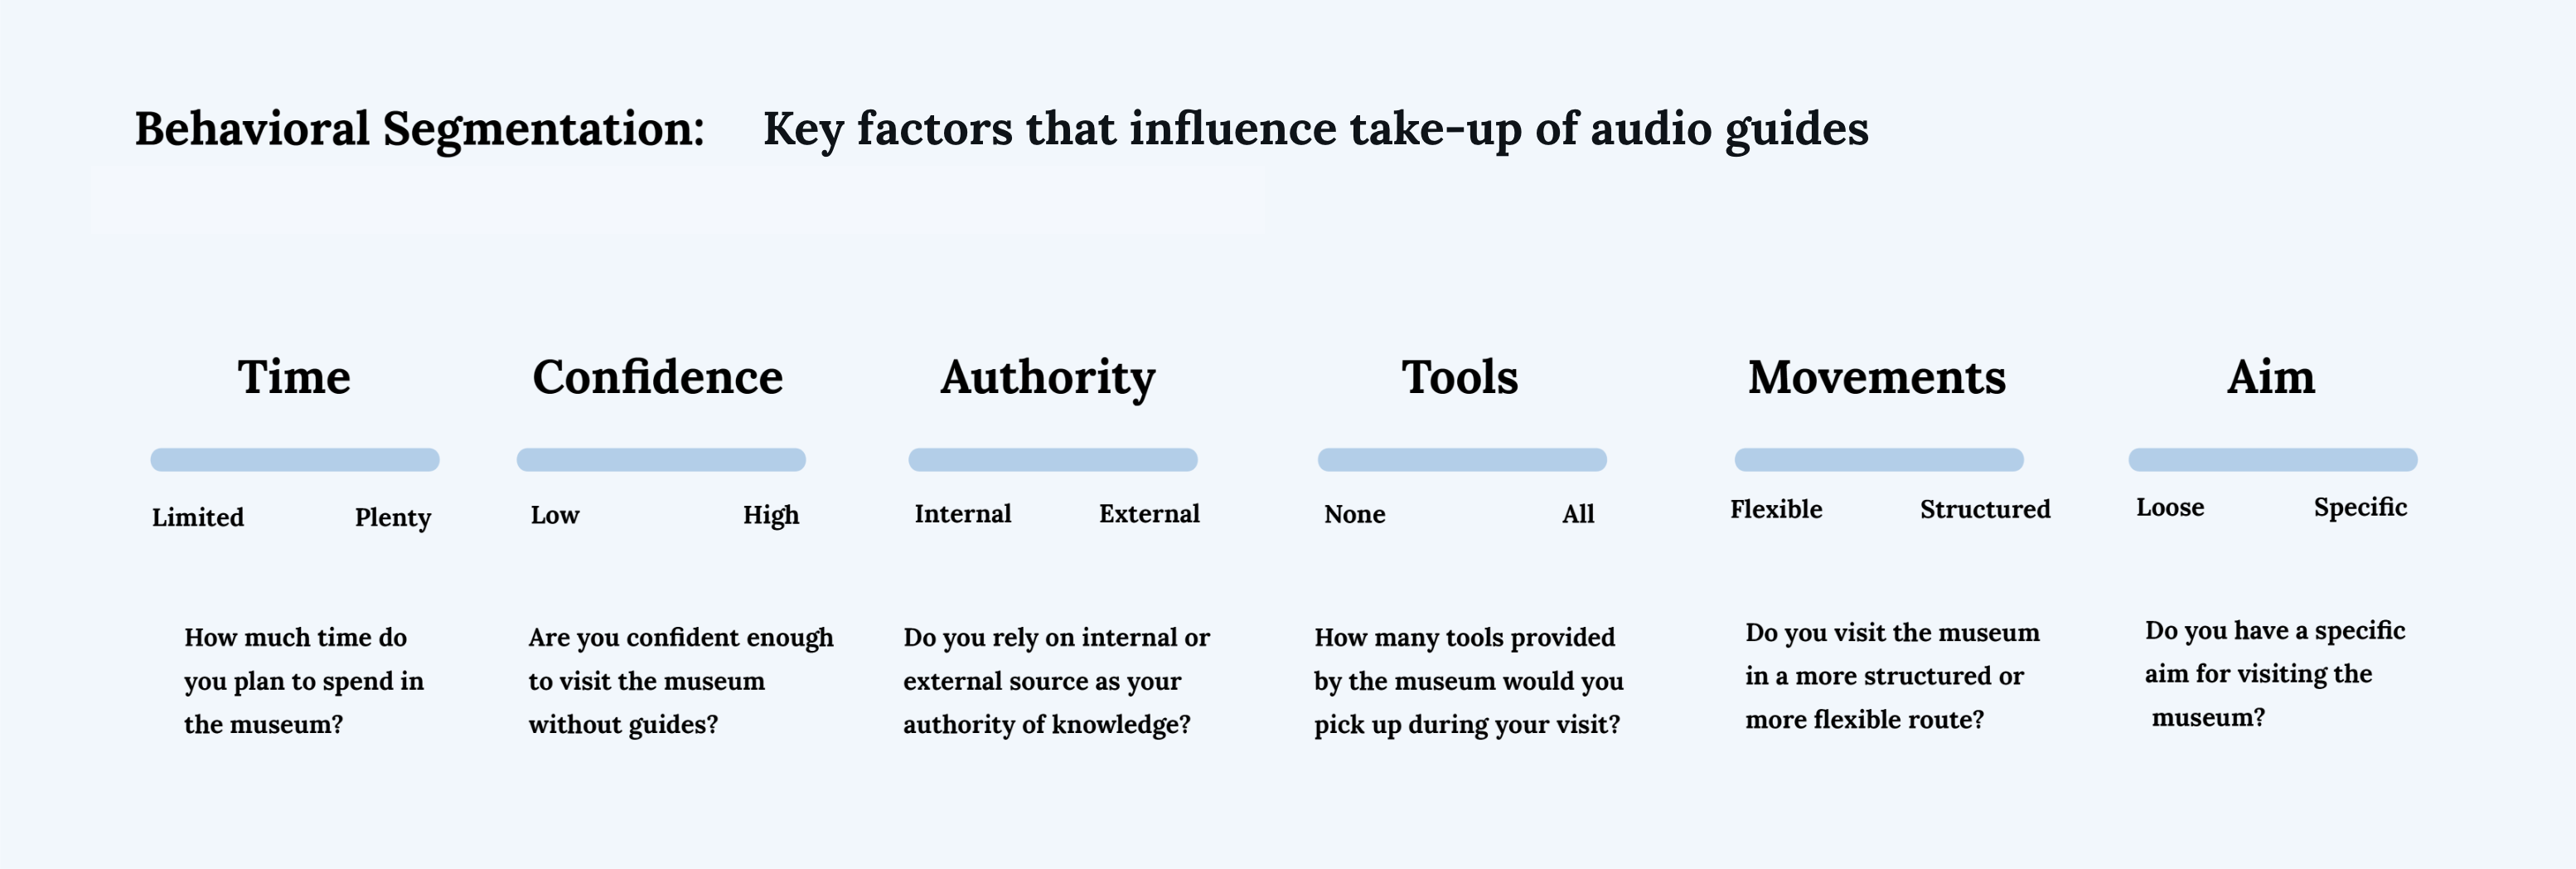 Behavioral Segmentation: Key factors that influence take-up of audio guides
Time
Limited Plenty
How much time do
you plan to spend in
the museum?
Confidence
Low High
Are you confident enough
to visit the museum
without guides?
Authority
Internal External
Do you rely on internal or
external source as your
authority of knowledge?
Tools
None All
How many tools provided
by the museum would you
pick up during your visit?
Movements
Flexible Structured
Do you visit the museum
in a more structured or
more flexible route?
Aim
Loose Specific
Do you have a specific
aim for visiting the
museum?